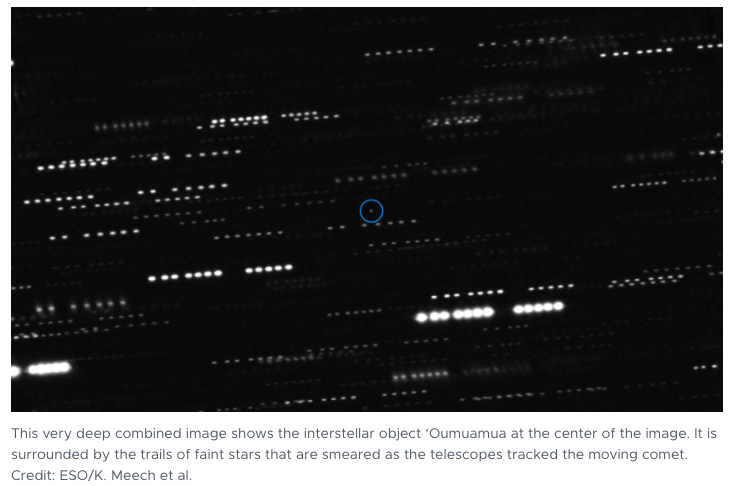 This very deep combined image shows the interstellar object ‘Oumuamua at the center of the image. It is
surrounded by the trails of faint stars that are smeared as the telescopes tracked the moving comet.
Credit: ESO/K. Meech et al.